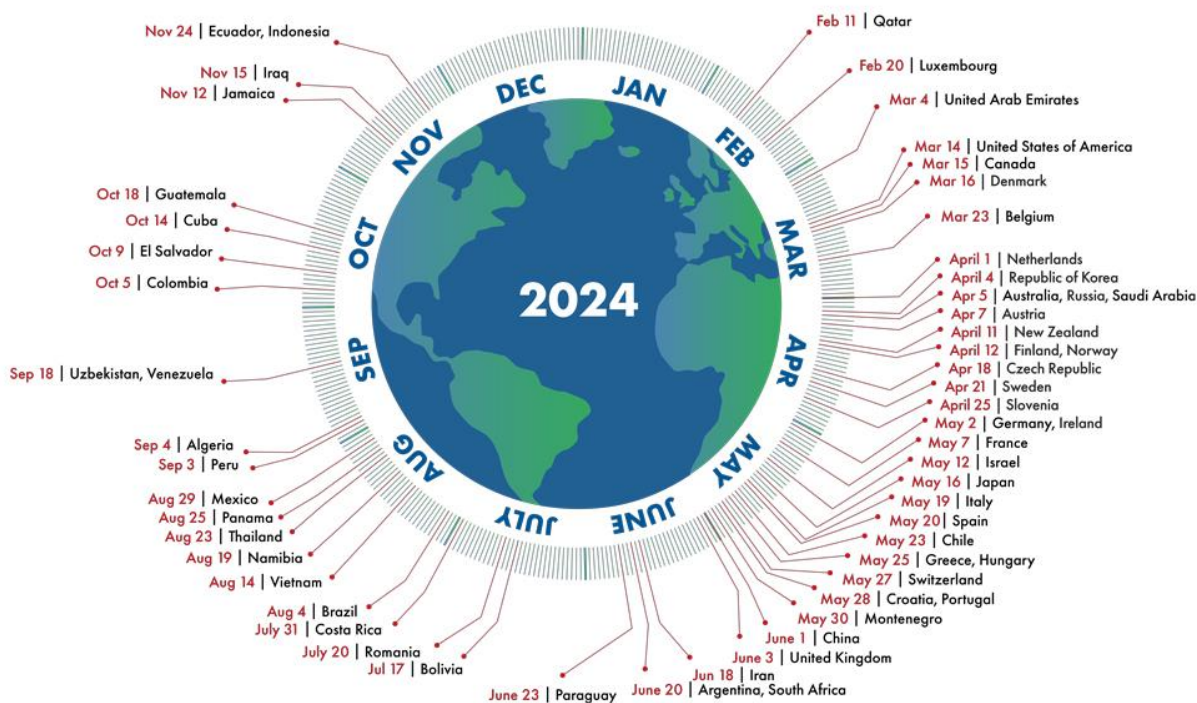 Feb 11 | Qatar
Feb 20 | Luxembourg
Mar 4 | United Arab Emirates
Mar 14 | United States of America
Mar 15 | Canada
Mar 16 | Denmark
Mar 23 | Belgium
April 1 | Netherlands
April 4 | Republic of Korea
Apr 5 | Australia, Russia, Saudi Arabia
Apr 7 | Austria
April 11 | New Zealand
April 12 | Finland, Norway
Apr 18 | Czech Republic
Apr 21 | Sweden
April 25 | Slovenia
May 2 | Germany, Ireland
May 7 | France
May 12 | Israel
May 16 | Japan
May 19 | Italy
May 20 | Spain
May 23 | Chile
May 25 | Greece, Hungary
May 27 | Switzerland
May 28 | Croatia, Portugal
May 30 | Montenegro
June 1 | China
June 3 | United Kingdom
Jun 18 | Iran
June 20 | Argentina, South Africa
June 23 | Paraguay
Jul 17 | Bolivia
July 20 | Romania
July 31 | Costa Rica
Aug 4 | Brazil
Aug 14 | Vietnam
Aug 19 | Namibia
Aug 23 | Thailand
Aug 25 | Panama
Aug 29 | Mexico
Sep 3 | Peru
Sep 4 | Algeria
Sep 18 | Uzbekistan, Venezuela
Oct 5 | Colombia
Oct 9 | El Salvador
Oct 14 | Cuba
Oct 18 | Guatemala
Nov 12 | Jamaica
Nov 15 | Iraq
Nov 24 | Ecuador, Indonesia
JAN
FEB
MAR
APR
MAY
JUNE
JULY
AUG
SEP
OCT
NOV
DEC
2024